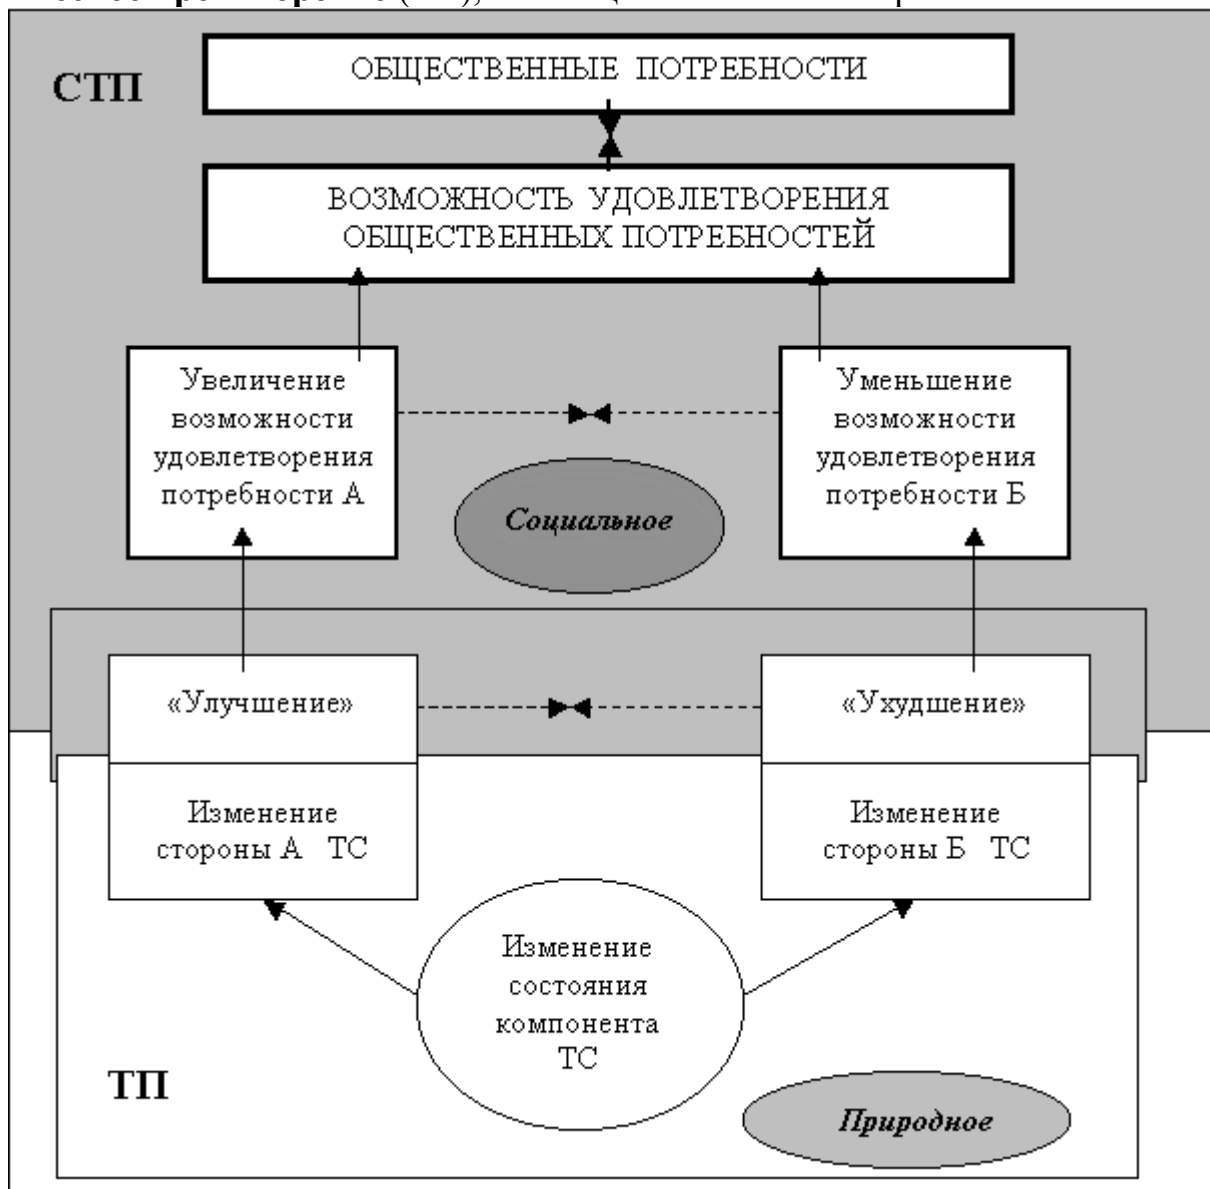 СТП
ОБЩЕСТВЕННЫЕ ПОТРЕБНОСТИ
ВОЗМОЖНОСТЬ УДОВЛЕТВОРЕНИЯ
ОБЩЕСТВЕННЫХ ПОТРЕБНОСТЕЙ
Увеличение
возможности
удовлетворения
потребности А
Уменьшение
возможности
удовлетворения
потребности Б
Социальное
«Улучшение»
«Ухудшение»
Изменение
стороны А ТС
Изменение
стороны Б ТС
Изменение
состояния
компонента
ТС
ТП
Природное